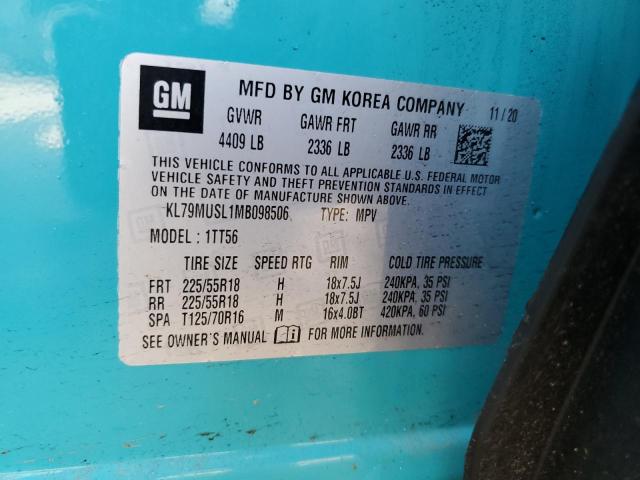 GM
MFD BY GM KOREA COMPANY 11/20
GVWR GAWR FRT GAWR RR
4409 LB 2336 LB 2336 LB
THIS VEHICLE CONFORMS TO ALL APPLICABLE U.S. FEDERAL MOTOR
VEHICLE SAFETY AND THEFT PREVENTION STANDARDS IN EFFECT
ON THE DATE OF MANUFACTURE SHOWN ABOVE.
KL79MUSL1MB098506 TYPE: MPV
MODEL : 1TT56
TIRE SIZE SPEED RTG RIM COLD TIRE PRESSURE
FRT 225/55R18 H 18x7.5J 240KPA, 35 PSI
RR 225/55R18 H 18x7.5J 240KPA, 35 PSI
SPA T125/70R16 M 16x4.0BT 420KPA, 60 PSI
SEE OWNER'S MANUAL FOR MORE INFORMATION